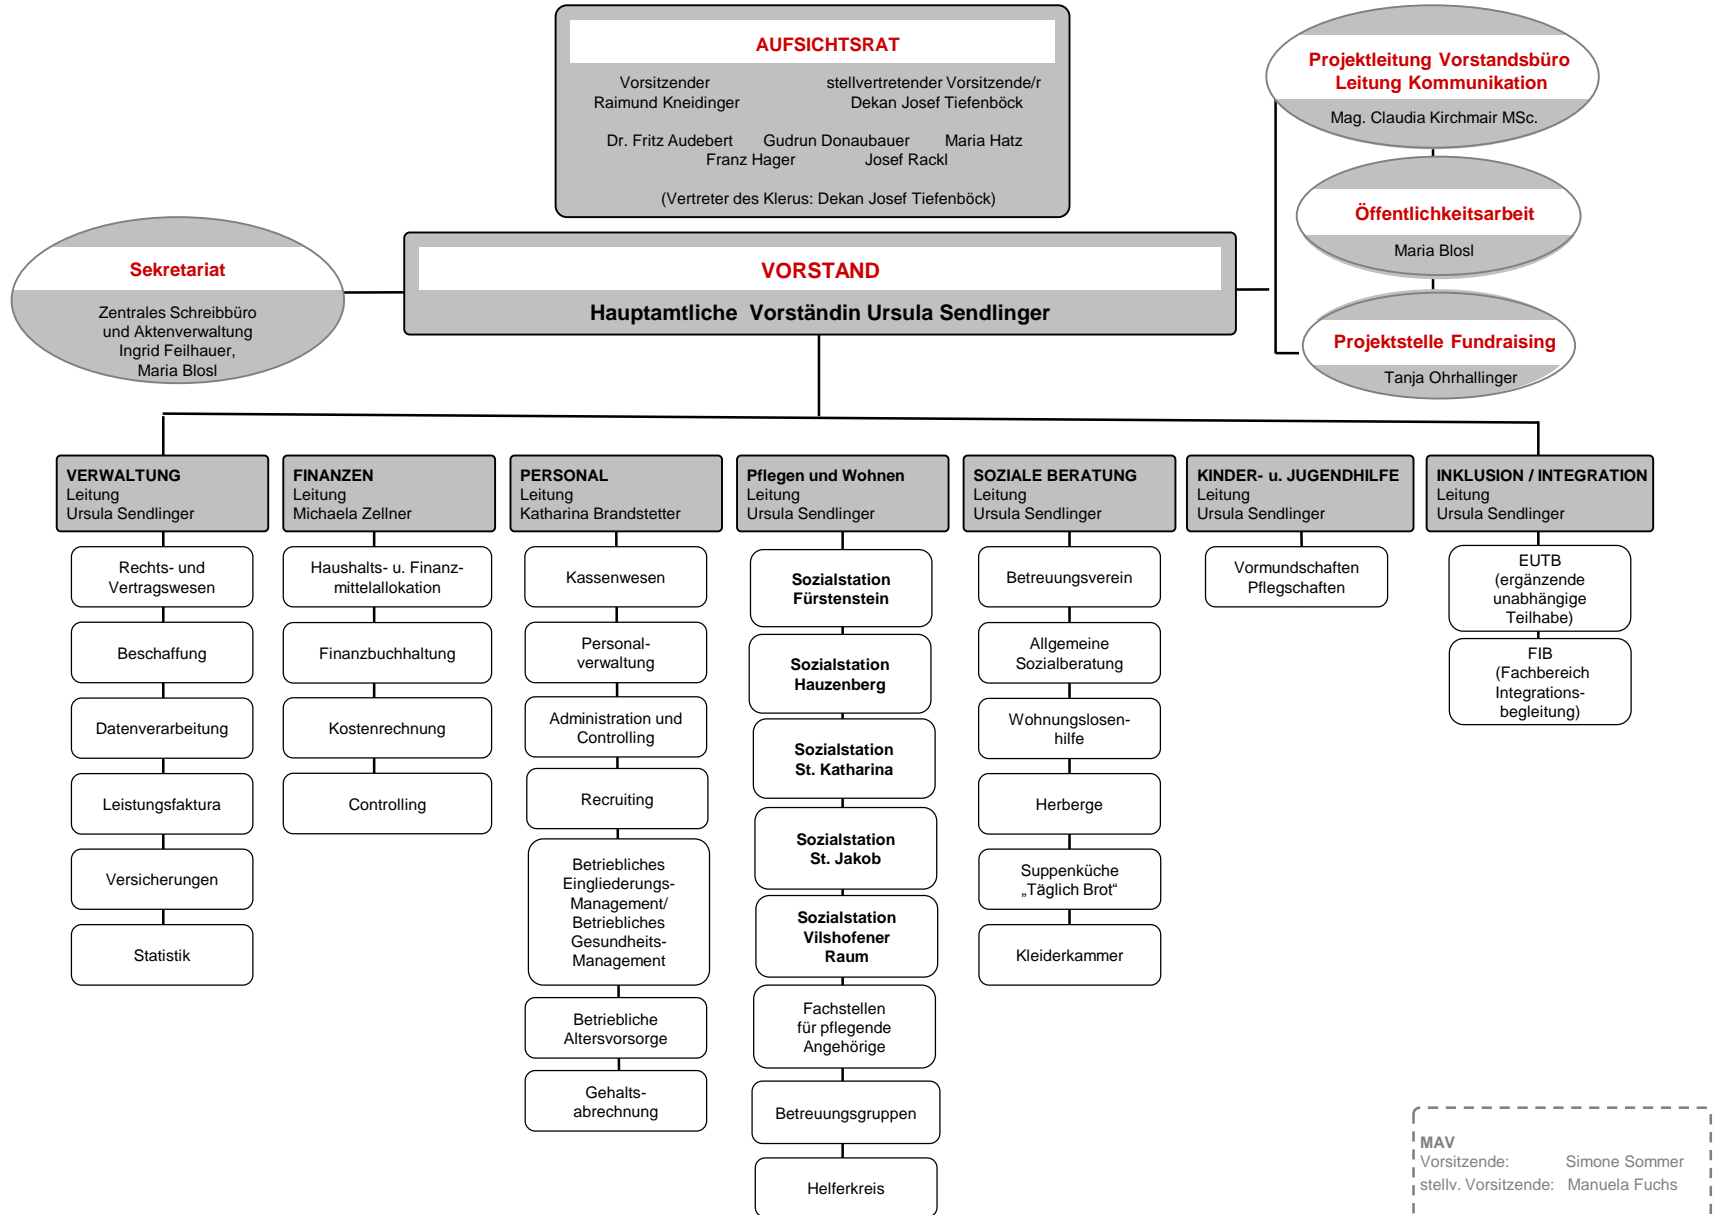 AUFSICHTSRAT
Vorsitzender
Raimund Kneidinger
stellvertretender Vorsitzende/r
Dekan Josef Tiefenböck
Dr. Fritz Audebert Gudrun Donaubauer Maria Hatz
Franz Hager Josef Rackl
(Vertreter des Klerus: Dekan Josef Tiefenböck)
Projektleitung Vorstandsbüro
Leitung Kommunikation
Mag. Claudia Kirchmair MSc.
Öffentlichkeitsarbeit
Maria Blosl
Projektstelle Fundraising
Tanja Ohrhallinger
Sekretariat
Zentrales Schreibbüro
und Aktenverwaltung
Ingrid Feilhauer,
Maria Blosl
VORSTAND
Hauptamtliche Vorständin Ursula Sendlinger
VERWALTUNG
Leitung
Ursula Sendlinger
Rechts- und
Vertragswesen
Beschaffung
Datenverarbeitung
Leistungsfaktura
Versicherungen
Statistik
FINANZEN
Leitung
Michaela Zellner
Haushalts- u. Finanz-
mittelallokation
Finanzbuchhaltung
Kostenrechnung
Controlling
PERSONAL
Leitung
Katharina Brandstetter
Kassenwesen
Personal-
verwaltung
Administration und
Controlling
Recruiting
Betriebliches
Eingliederungs-
Management/
Betriebliches
Gesundheits-
Management
Betriebliche
Altersvorsorge
Gehalts-
abrechnung
Pflegen und Wohnen
Leitung
Ursula Sendlinger
Sozialstation
Fürstenstein
Sozialstation
Hauzenberg
Sozialstation
St. Katharina
Sozialstation
St. Jakob
Sozialstation
Vilshofener
Raum
Fachstellen
für pflegende
Angehörige
Betreuungsgruppen
Helferkreis
SOZIALE BERATUNG
Leitung
Ursula Sendlinger
Betreuungsverein
Allgemeine
Sozialberatung
Wohnungslosen-
hilfe
Herberge
Suppenküche
„Täglich Brot“
Kleiderkammer
KINDER- u. JUGENDHILFE
Leitung
Ursula Sendlinger
Vormundschaften
Pflegschaften
INKLUSION / INTEGRATION
Leitung
Ursula Sendlinger
EUTB
(ergänzende
unabhängige
Teilhabe)
FIB
(Fachbereich
Integrations-
begleitung)
MAV
Vorsitzende: Simone Sommer
stellv. Vorsitzende: Manuela Fuchs